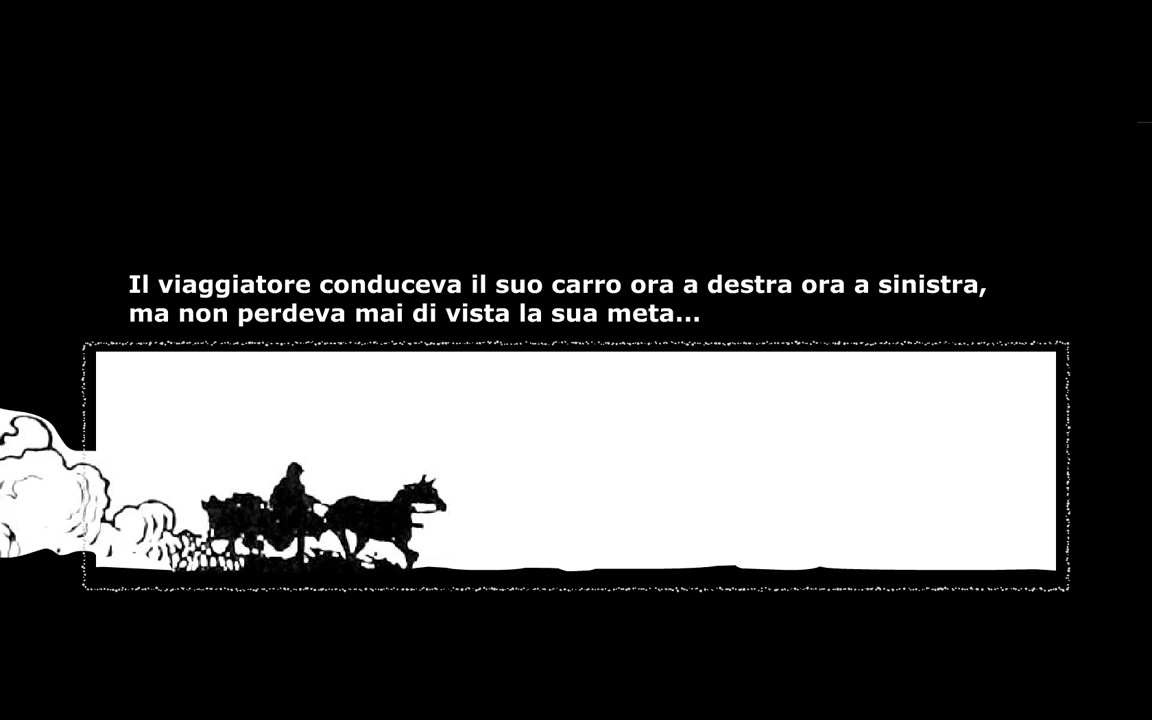 Il viaggiatore conduceva il suo carro ora a destra ora a sinistra,
ma non perdeva mai di vista la sua meta...